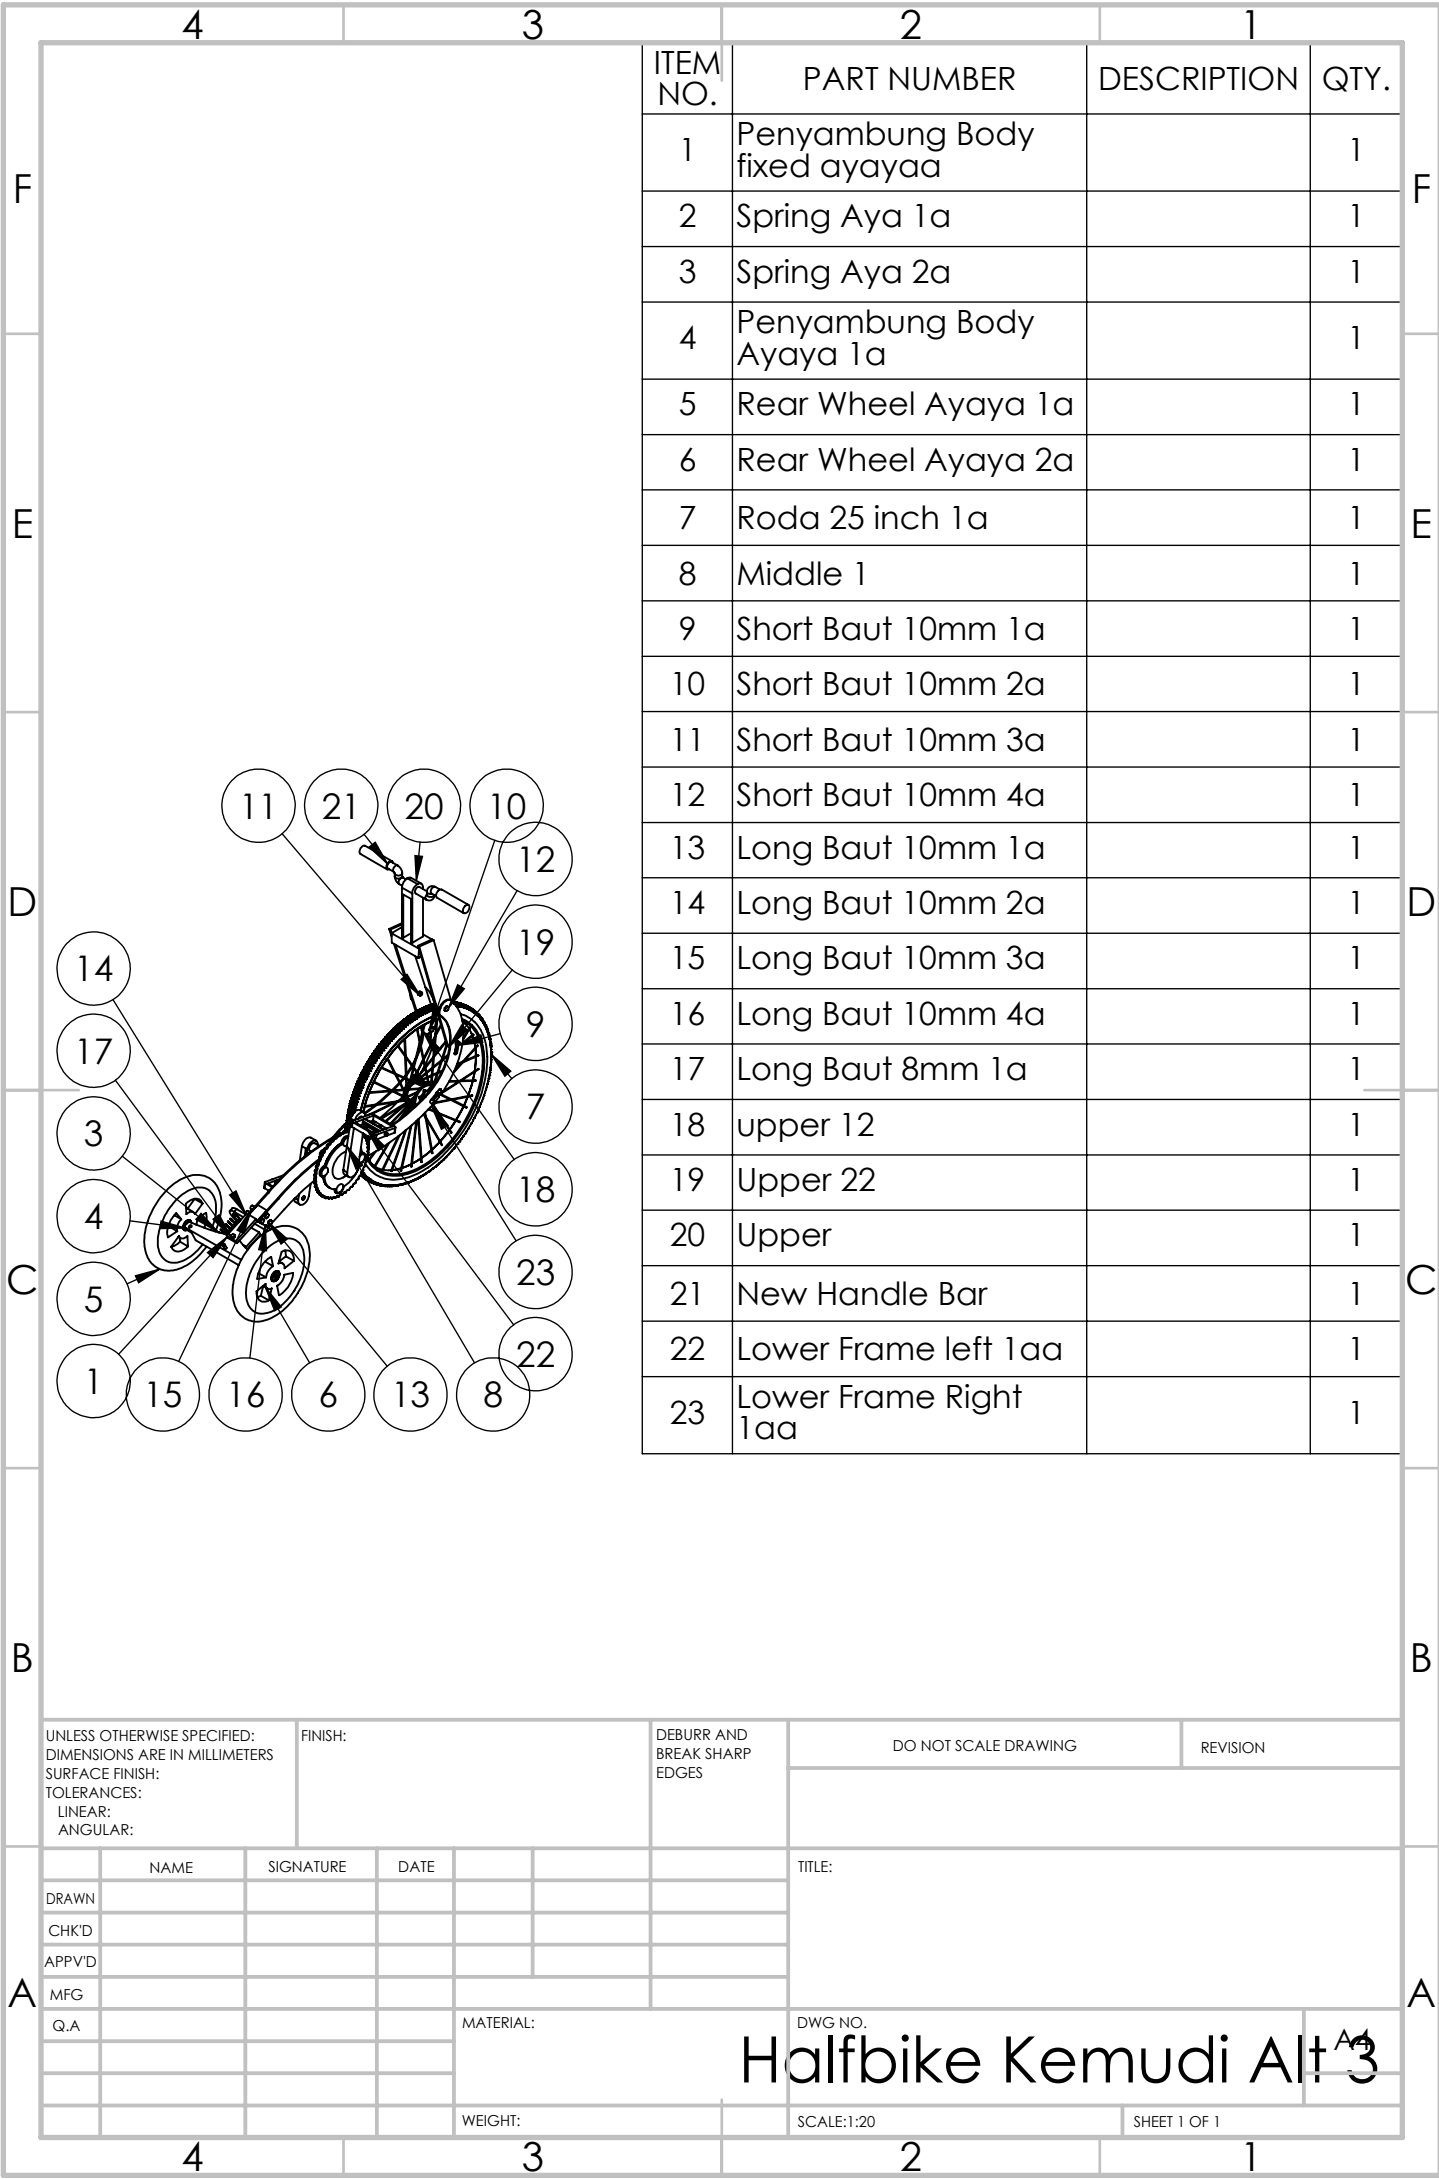 4 3 2 1
F
E
D
C
B
A
F
E
D
C
B
A
ITEM NO. PART NUMBER DESCRIPTION QTY.
1 Penyambung Body
fixed ayayaa 1
2 Spring Aya 1a 1
3 Spring Aya 2a 1
4 Penyambung Body
Ayaya 1a 1
5 Rear Wheel Ayaya 1a 1
6 Rear Wheel Ayaya 2a 1
7 Roda 25 inch 1a 1
8 Middle 1 1
9 Short Baut 10mm 1a 1
10 Short Baut 10mm 2a 1
11 Short Baut 10mm 3a 1
12 Short Baut 10mm 4a 1
13 Long Baut 10mm 1a 1
14 Long Baut 10mm 2a 1
15 Long Baut 10mm 3a 1
16 Long Baut 10mm 4a 1
17 Long Baut 8mm 1a 1
18 upper 12 1
19 Upper 22 1
20 Upper 1
21 New Handle Bar 1
22 Lower Frame left 1aa 1
23 Lower Frame Right
1aa 1
11 21 20 10
12
19
14
9
17
7
3
18
4
23
5
22
1 15 16 6 13 8
UNLESS OTHERWISE SPECIFIED:
DIMENSIONS ARE IN MILLIMETERS
SURFACE FINISH:
TOLERANCES:
LINEAR:
ANGULAR:
FINISH:
DEBURR AND
BREAK SHARP
EDGES
DO NOT SCALE DRAWING
REVISION
NAME SIGNATURE DATE
DRAWN
CHK'D
APPV'D
MFG
Q.A
TITLE:
MATERIAL:
DWG NO.
Halfbike Kemudi Alt 3
A4
WEIGHT:
SCALE:1:20
SHEET 1 OF 1
4 3 2 1